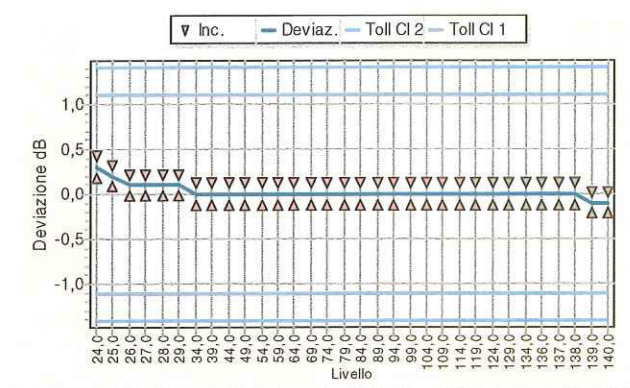 Inc. Deviaz. Toll Cl 2 Toll Cl 1
Deviazione dB
1,0
0,5
0,0
-0,5
-1,0
24,0 25,0 26,0 27,0 28,0 29,0 34,0 39,0 44,0 49,0 54,0 59,0 64,0 69,0 74,0 79,0 84,0 89,0 94,0 99,0 104,0 109,0 114,0 119,0 124,0 129,0 134,0 136,0 137,0 138,0 139,0 140,0
Livello